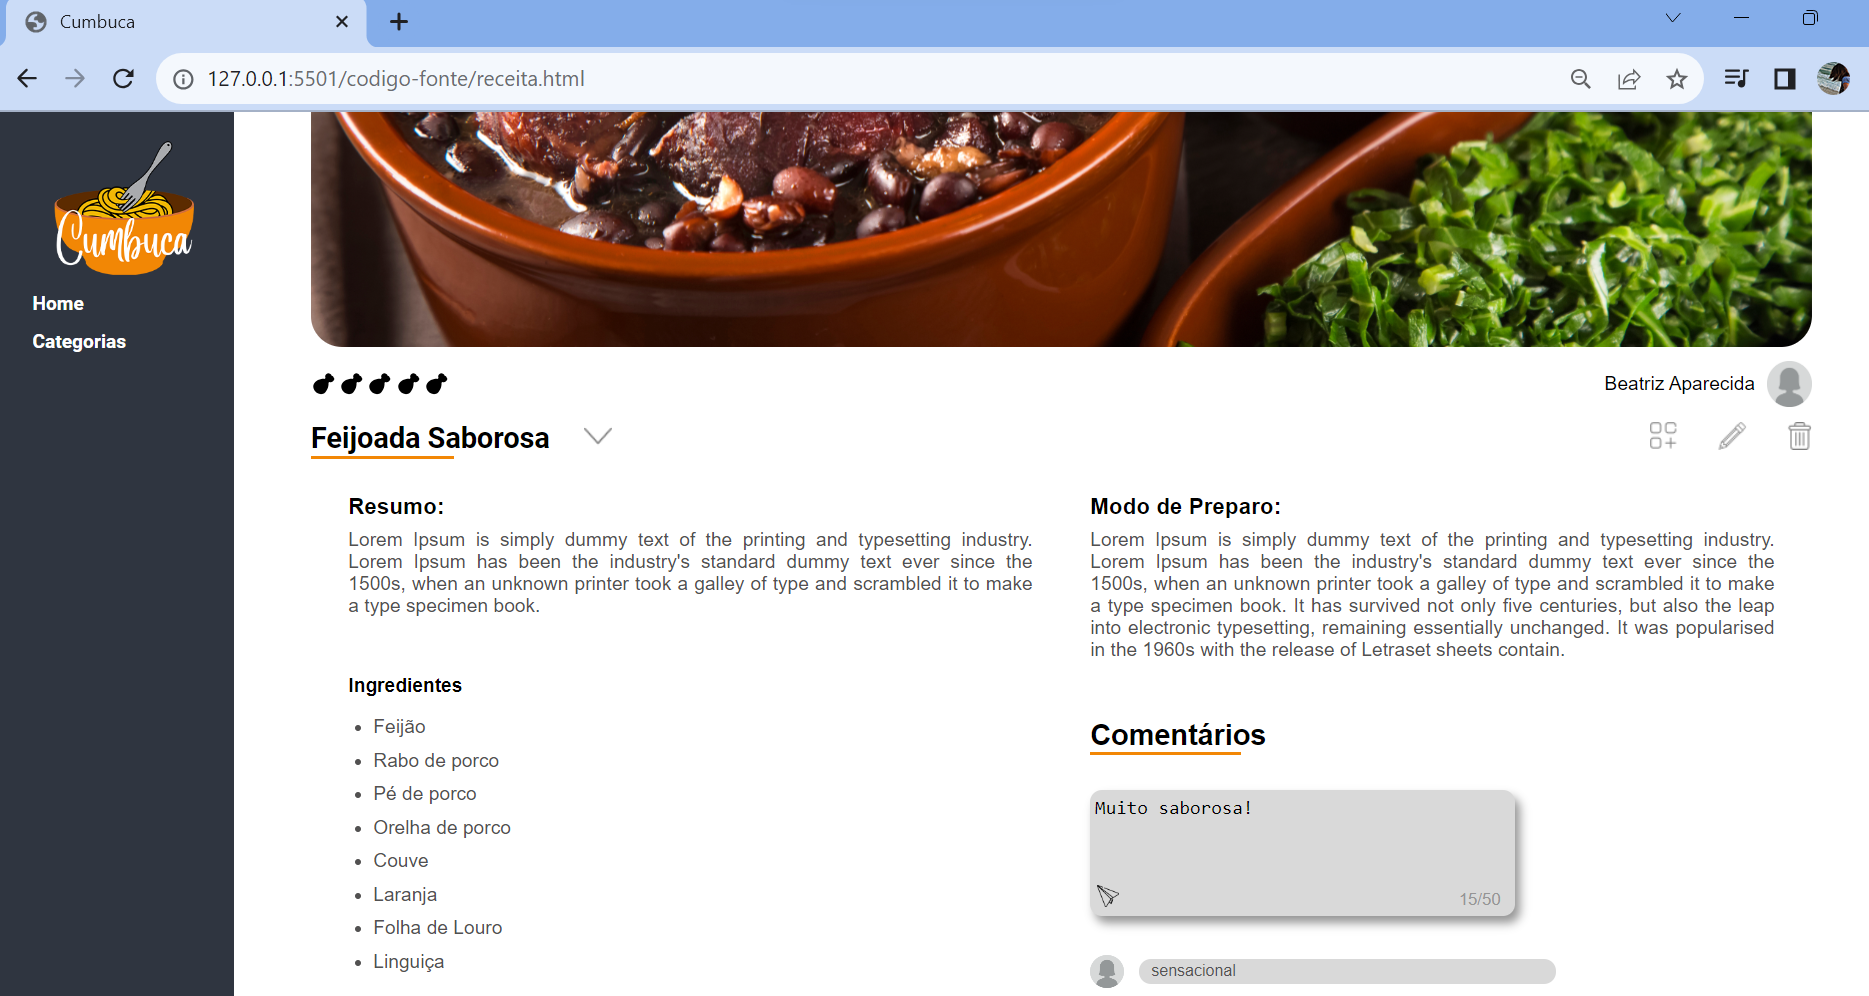 Cumbuca
127.0.0.1:5501/codigo-fonte/receita.html
Cumbuca
Home
Categorias
Beatriz Aparecida
Feijoada Saborosa
Resumo:
Lorem Ipsum is simply dummy text of the printing and typesetting industry.
Lorem Ipsum has been the industry's standard dummy text ever since the
1500s, when an unknown printer took a galley of type and scrambled it to make
a type specimen book.
Ingredientes
Feijão
Rabo de porco
Pé de porco
Orelha de porco
Couve
Laranja
Folha de Louro
Linguiça
Modo de Preparo:
Lorem Ipsum is simply dummy text of the printing and typesetting industry.
Lorem Ipsum has been the industry's standard dummy text ever since the
1500s, when an unknown printer took a galley of type and scrambled it to make
a type specimen book. It has survived not only five centuries, but also the leap
into electronic typesetting, remaining essentially unchanged. It was popularised
in the 1960s with the release of Letraset sheets contain.
Comentários
Muito saborosa!
15/50
sensacional